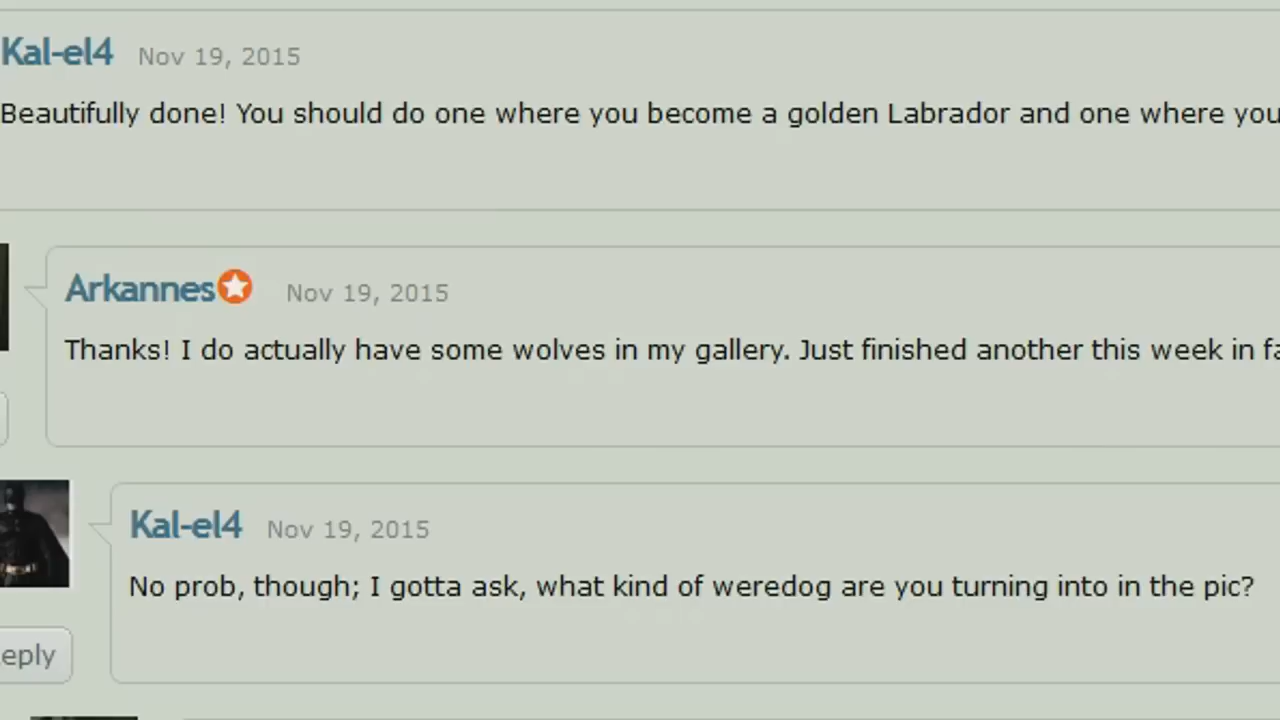 Kal-el4 Nov 19, 2015
Beautifully done! You should do one where you become a golden Labrador and one where you
Arkannes Nov 19, 2015
Thanks! I do actually have some wolves in my gallery. Just finished another this week in fa
Kal-el4 Nov 19, 2015
No prob, though; I gotta ask, what kind of weredog are you turning into in the pic?
eply